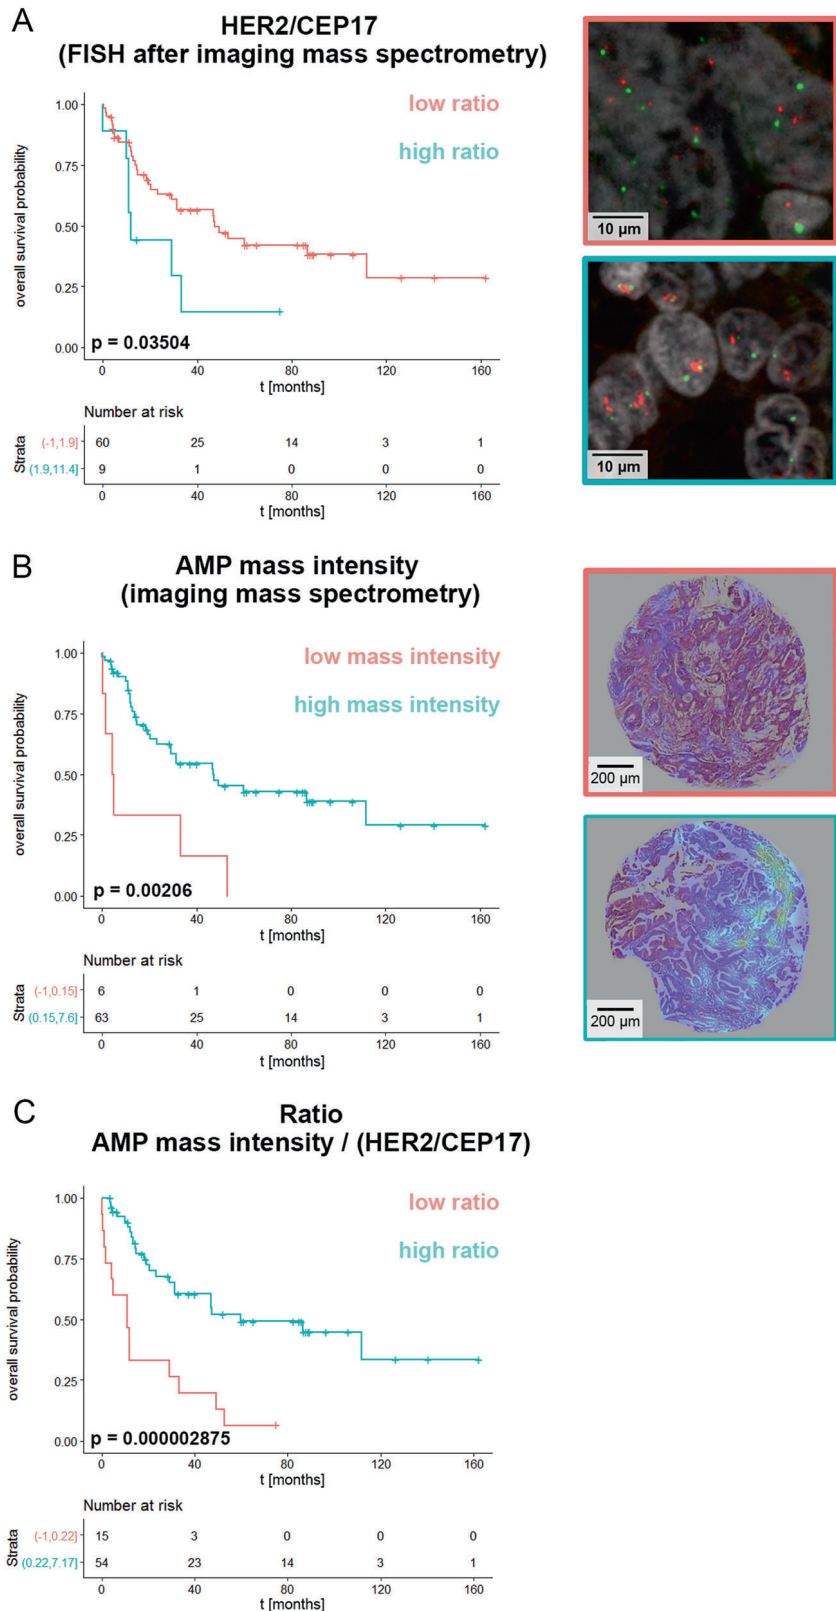 A
HER2/CEP17
(FISH after imaging mass spectrometry)
overall survival probability
1.00
0.75
0.50
0.25
0.00
low ratio
high ratio
p = 0.03504
0 40 80 120 160
t [months]
Number at risk
Strata
(-1,1.9] 60 25 14 3 1
(1.9,11.4] 9 1 0 0 0
0 40 80 120 160
t [months]
10 µm
10 µm
B
AMP mass intensity
(imaging mass spectrometry)
overall survival probability
1.00
0.75
0.50
0.25
0.00
low mass intensity
high mass intensity
p = 0.00206
0 40 80 120 160
t [months]
Number at risk
Strata
(-1,0.15] 6 1 0 0 0
(0.15,7.6] 63 25 14 3 1
0 40 80 120 160
t [months]
200 µm
200 µm
C
Ratio
AMP mass intensity / (HER2/CEP17)
overall survival probability
1.00
0.75
0.50
0.25
0.00
low ratio
high ratio
p = 0.000002875
0 40 80 120 160
t [months]
Number at risk
Strata
(-1,0.22] 15 3 0 0 0
(0.22,7.17] 54 23 14 3 1
0 40 80 120 160
t [months]